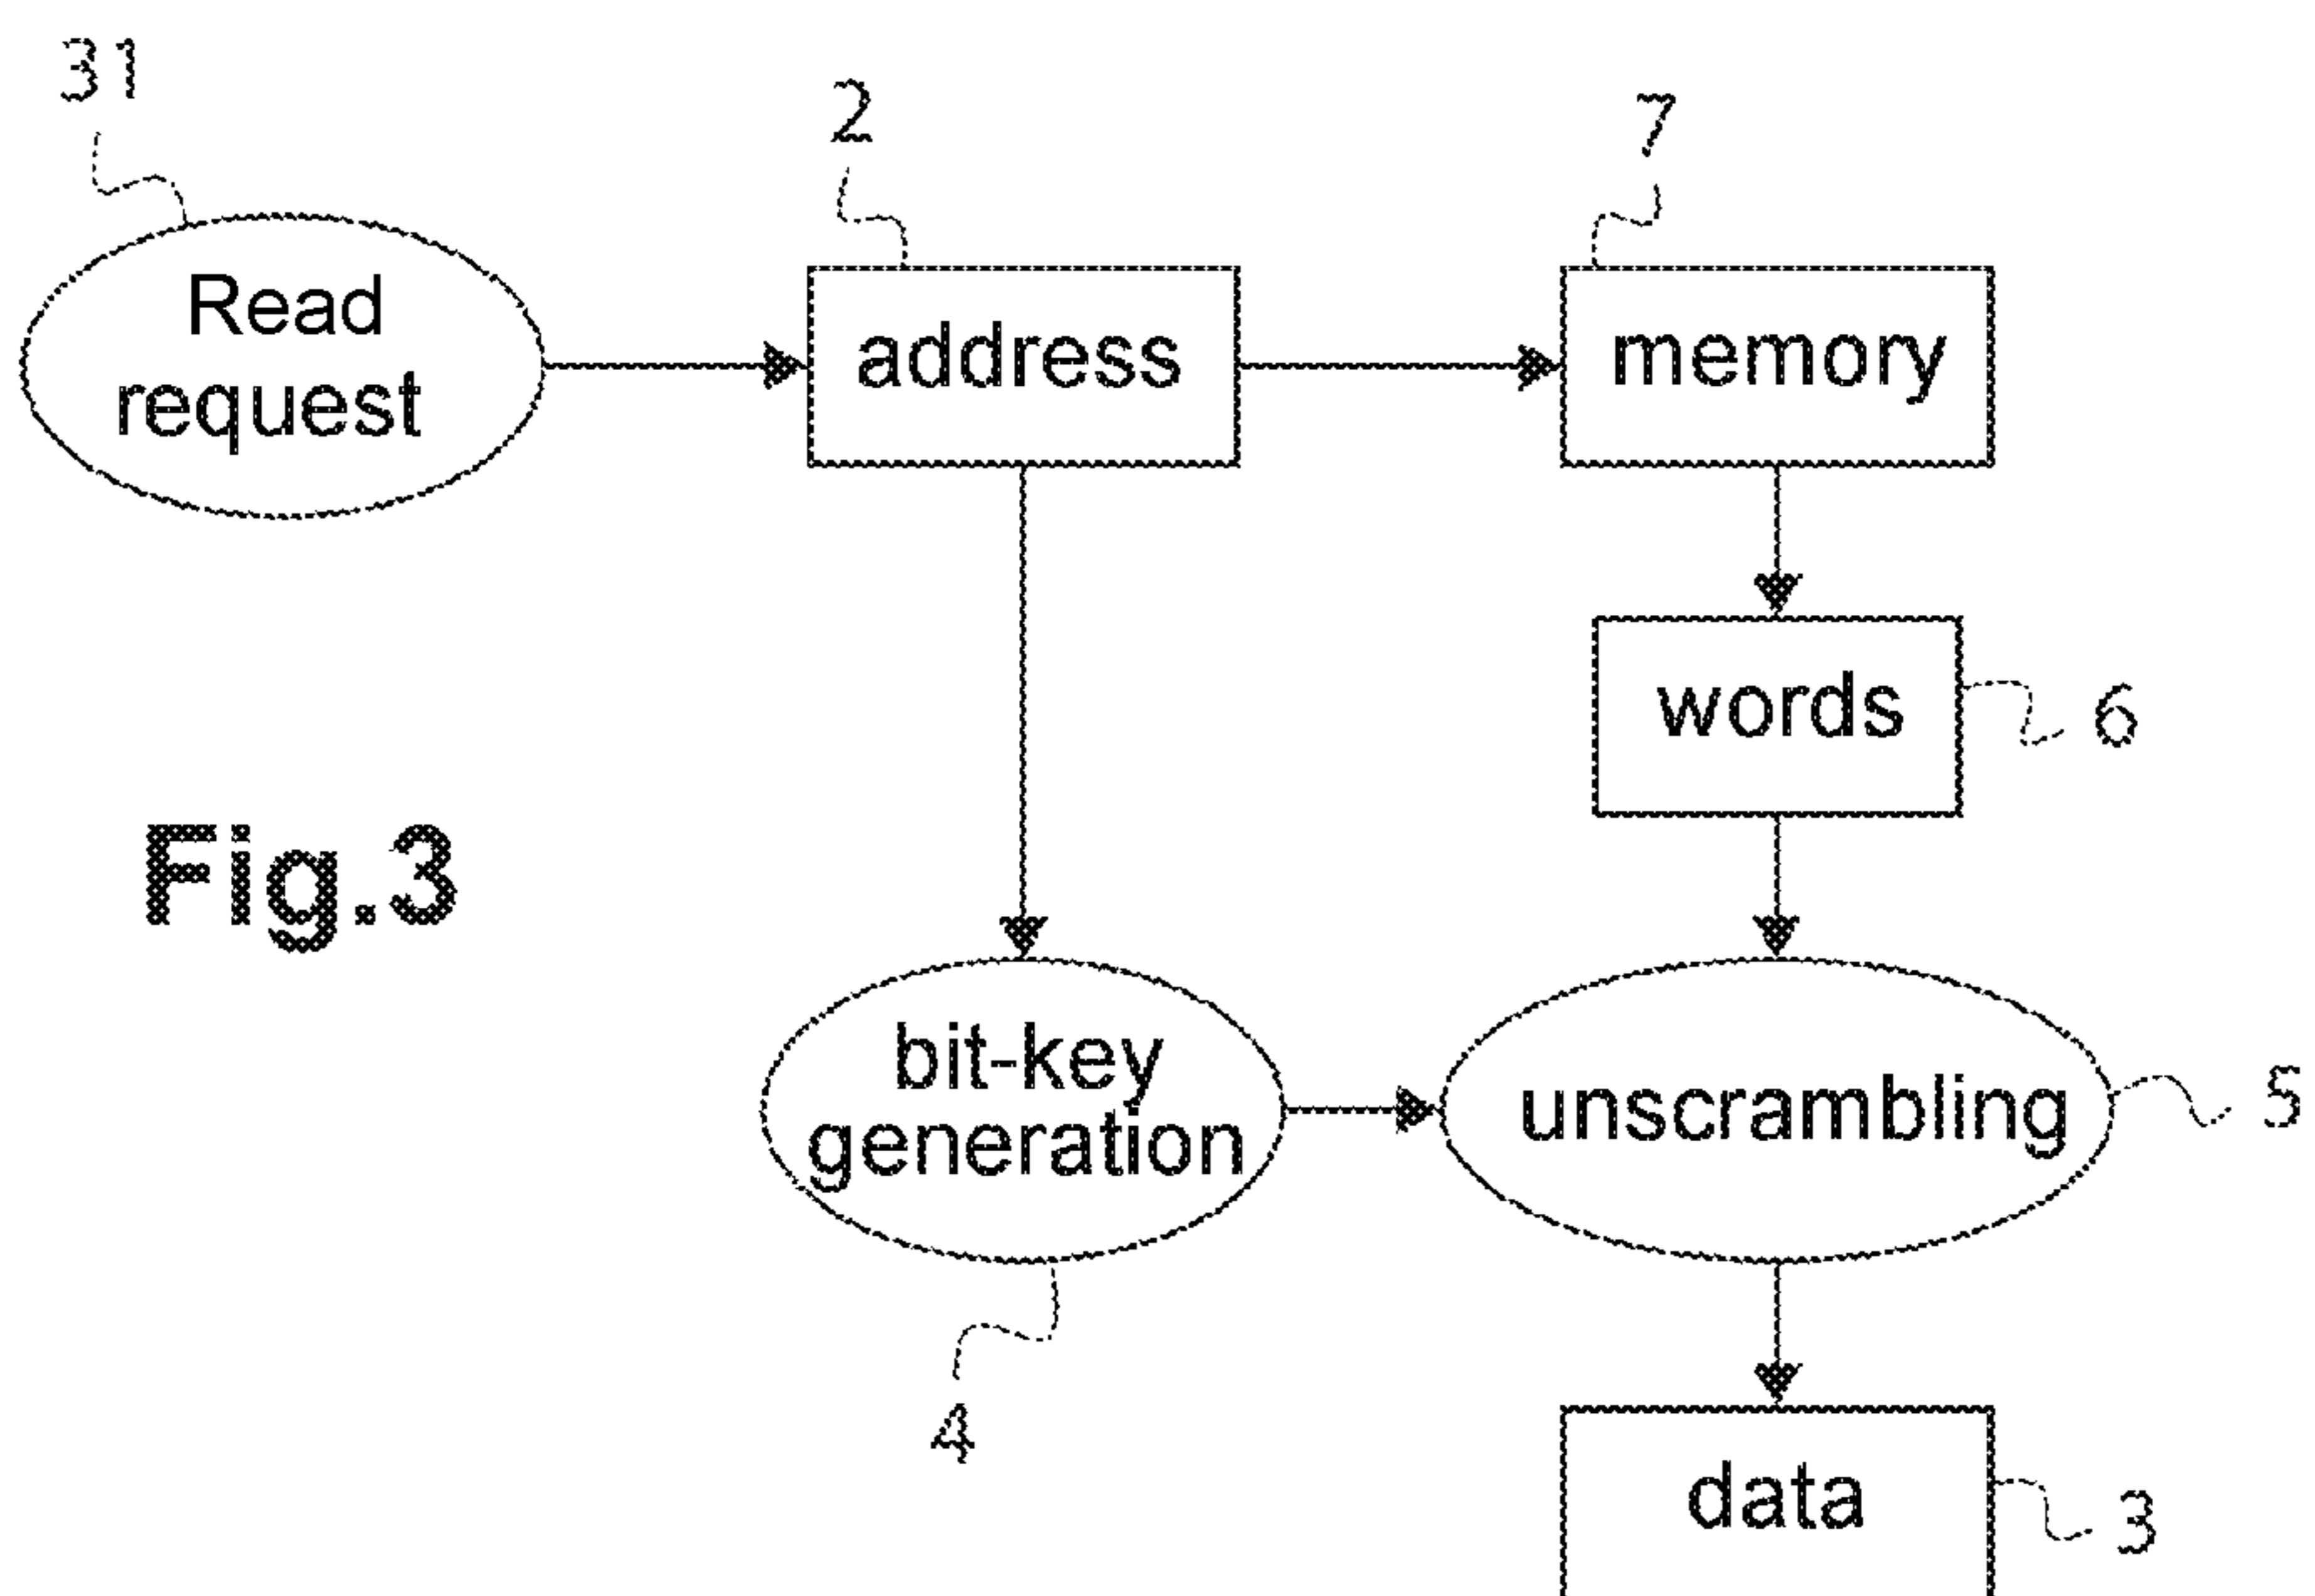 31
2
7
Read
request
address
memory
words
6
Fig.3
bit-key
generation
unscrambling
5
4
data
3